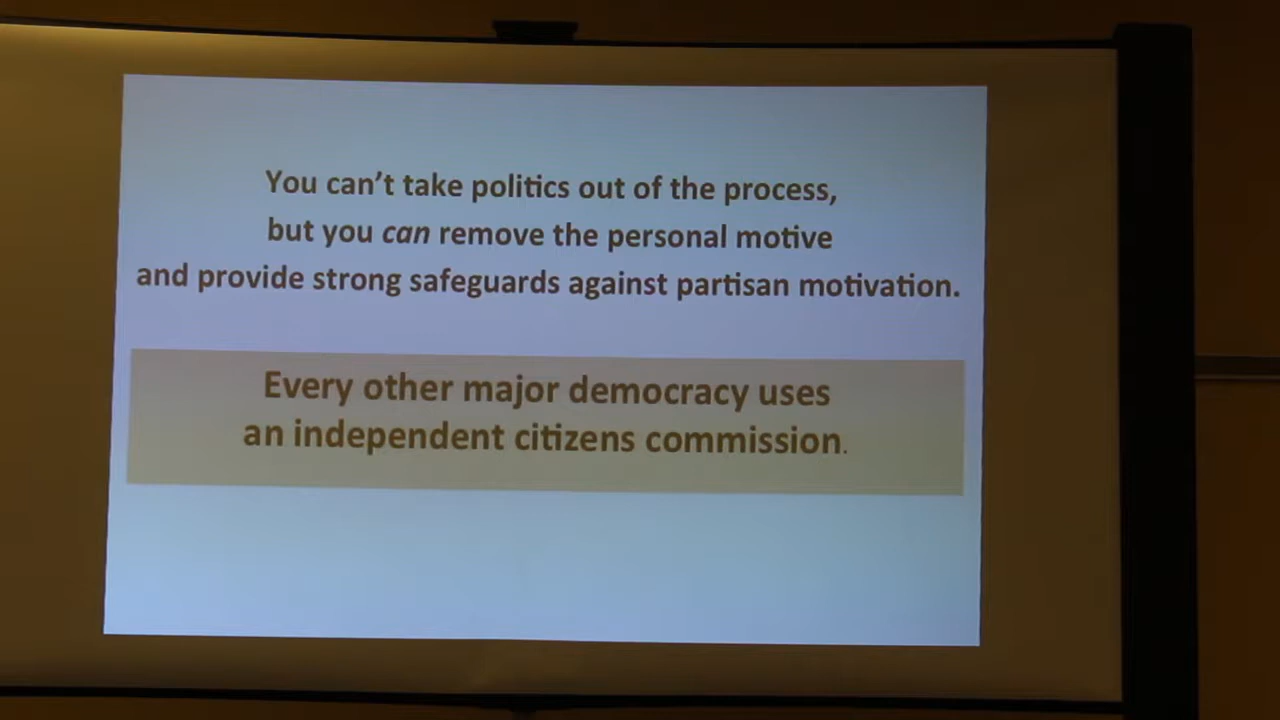 You can't take politics out of the process,
but you can remove the personal motive
and provide strong safeguards against partisan motivation.
Every other major democracy uses
an independent citizens commission.